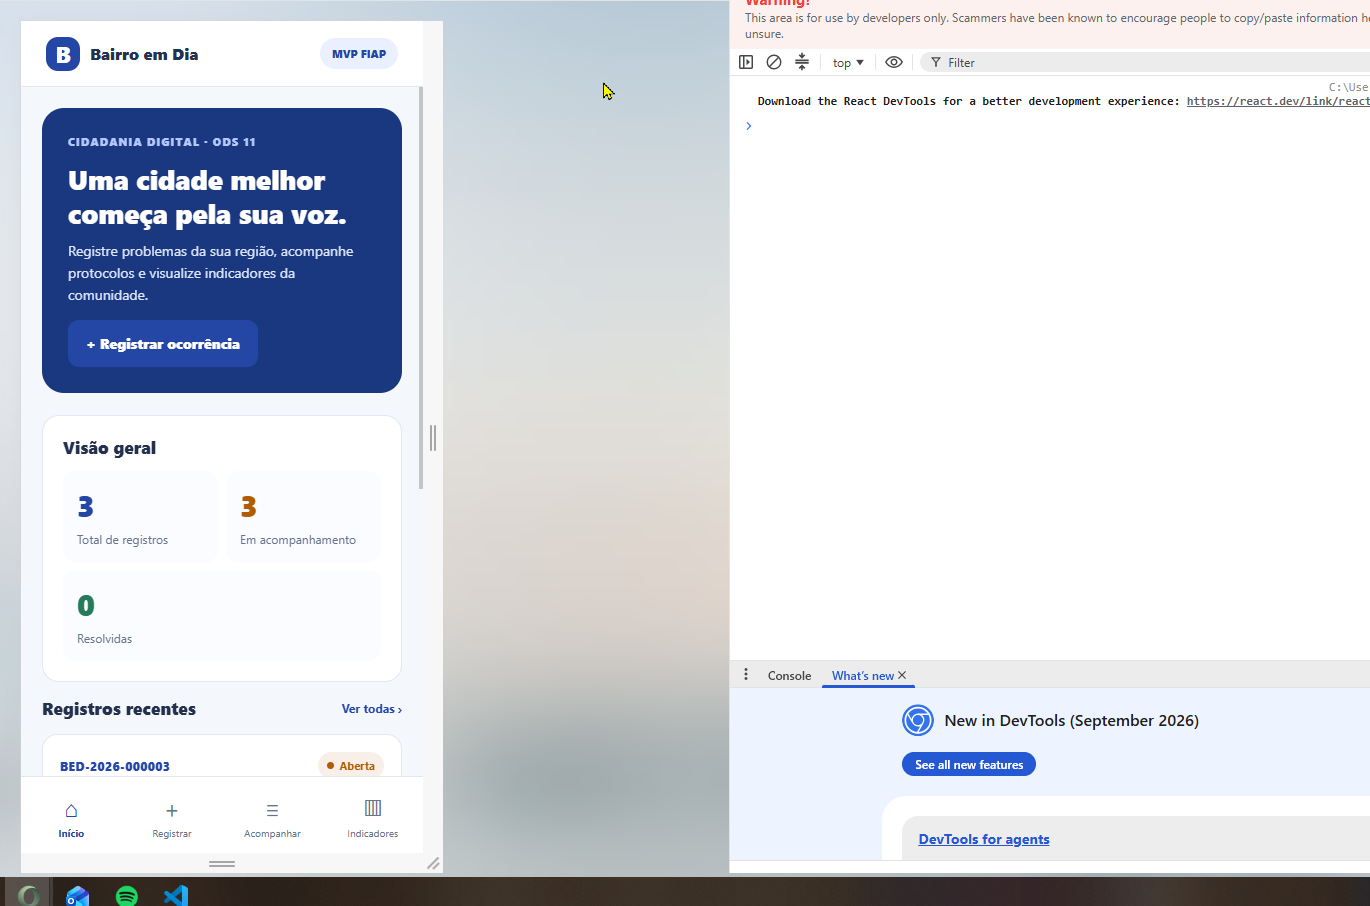 B Bairro em Dia
MVP FIAP
CIDADANIA DIGITAL · ODS 11
Uma cidade melhor
começa pela sua voz.
Registre problemas da sua região, acompanhe
protocolos e visualize indicadores da
comunidade.
+ Registrar ocorrência
Visão geral
3
Total de registros
3
Em acompanhamento
0
Resolvidas
Registros recentes
Ver todas ›
BED-2026-000003
Aberta
Início
Registrar
Acompanhar
Indicadores
Warning!
This area is for use by developers only. Scammers have been known to encourage people to copy/paste information
unsure.
top
Filter
C:\Use
Download the React DevTools for a better development experience: https://react.dev/link/react
Console
What's new
New in DevTools (September 2026)
See all new features
DevTools for agents